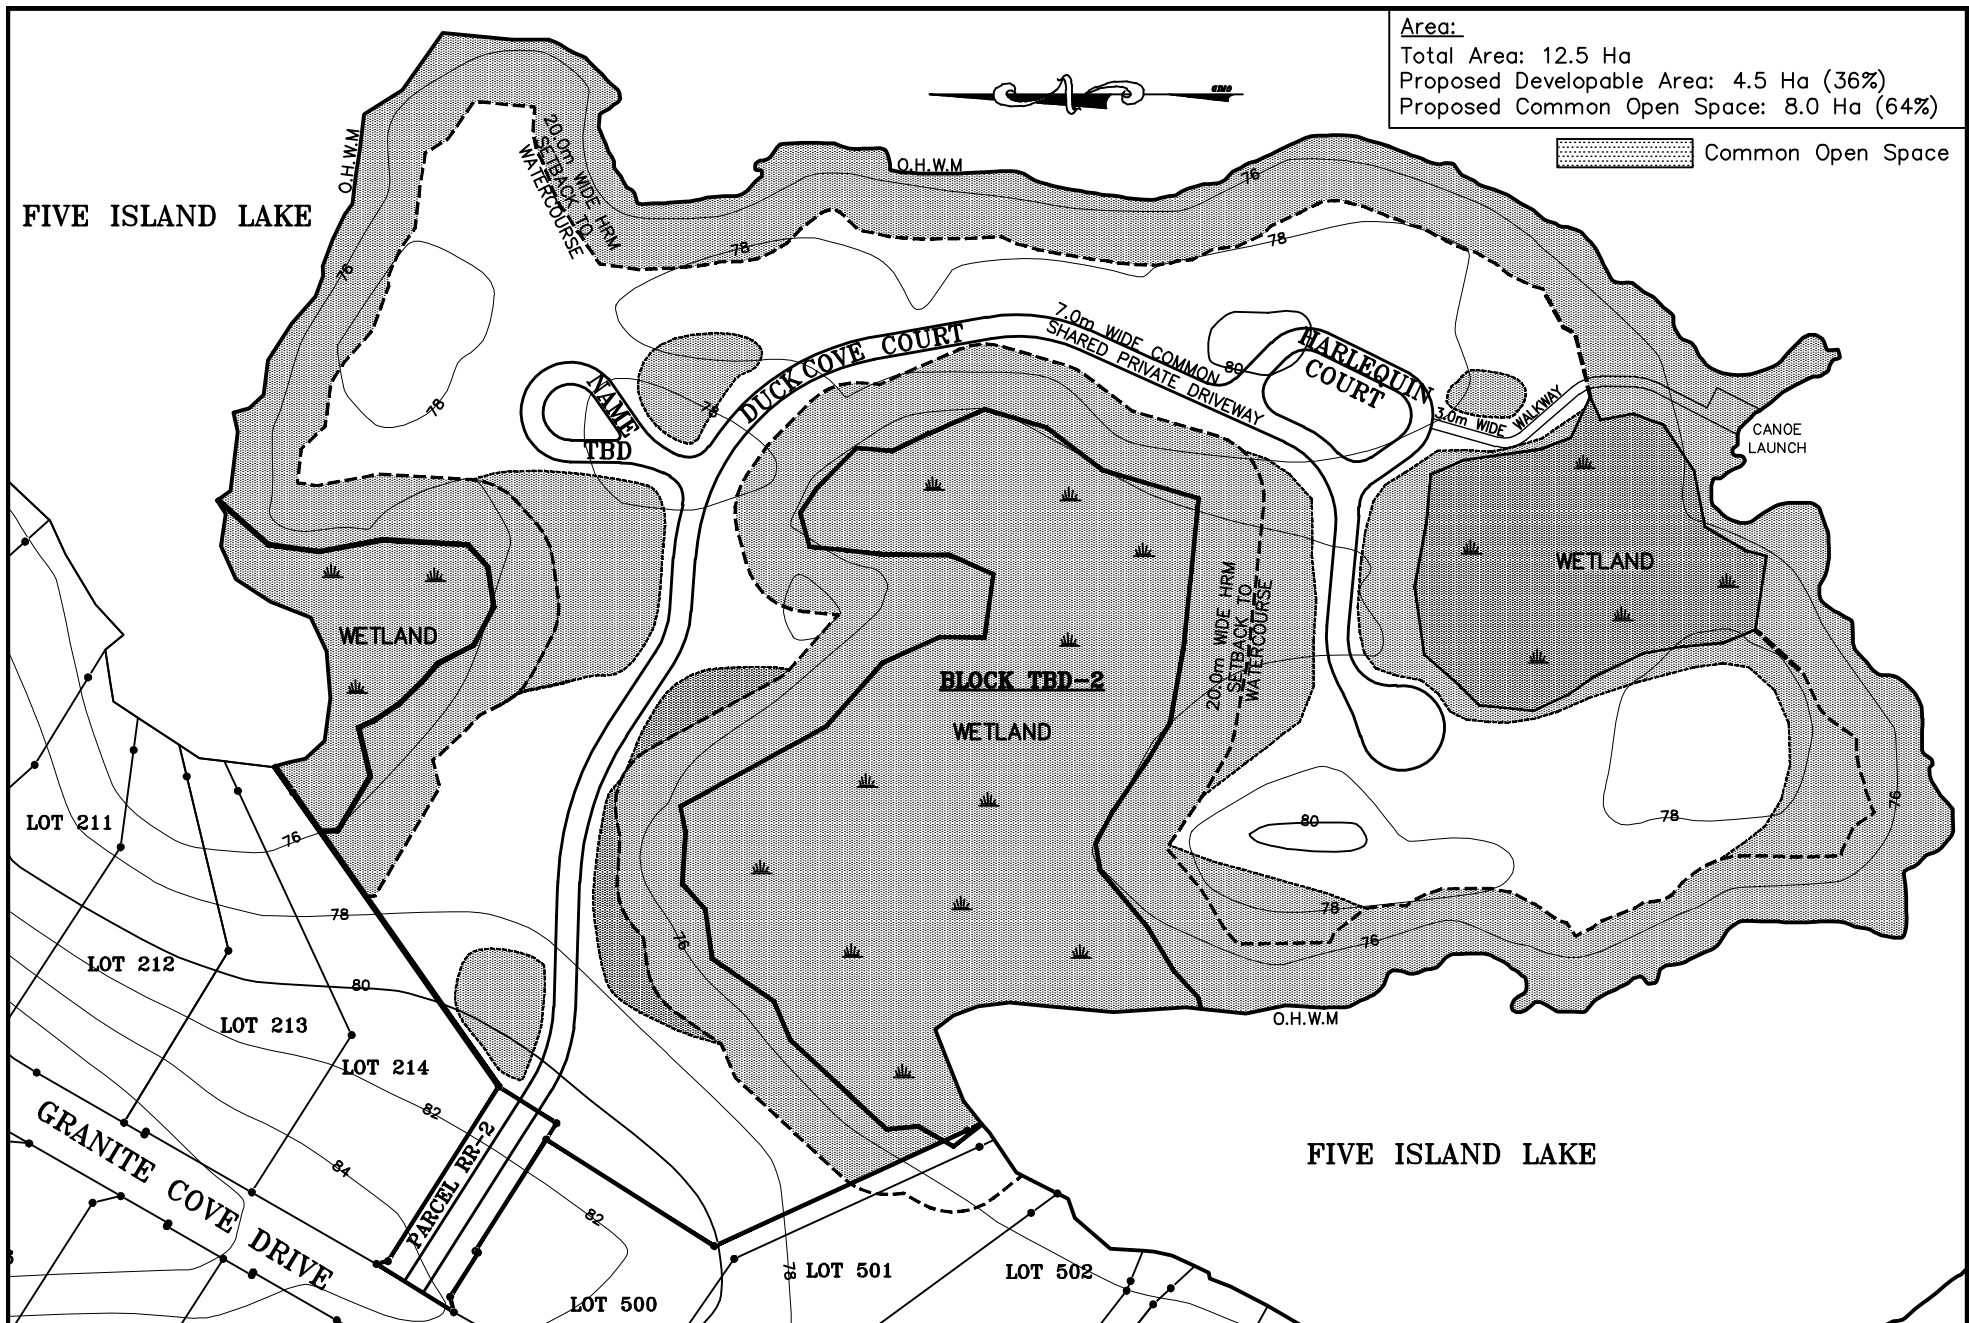 Area:
Total Area: 12.5 Ha
Proposed Developable Area: 4.5 Ha (36%)
Proposed Common Open Space: 8.0 Ha (64%)
Common Open Space
GRID
O.H.W.M
O.H.W.M
20.0m WIDE HRM
SETBACK TO
WATERCOURSE
FIVE ISLAND LAKE
76
78
78
76
76
78
78
7.0m WIDE COMMON
SHARED PRIVATE DRIVEWAY
DUCK COVE COURT
HARLEQUIN
COURT
80
NAME
TBD
3.0m WIDE WALKWAY
CANOE
LAUNCH
WETLAND
WETLAND
20.0m WIDE HRM
SETBACK TO
WATERCOURSE
BLOCK TBD-2
WETLAND
80
78
76
LOT 211
76
78
78
76
76
LOT 212
80
LOT 213
O.H.W.M
LOT 214
82
GRANITE COVE DRIVE
84
PARCEL RR-2
82
FIVE ISLAND LAKE
78
LOT 501
LOT 502
LOT 500